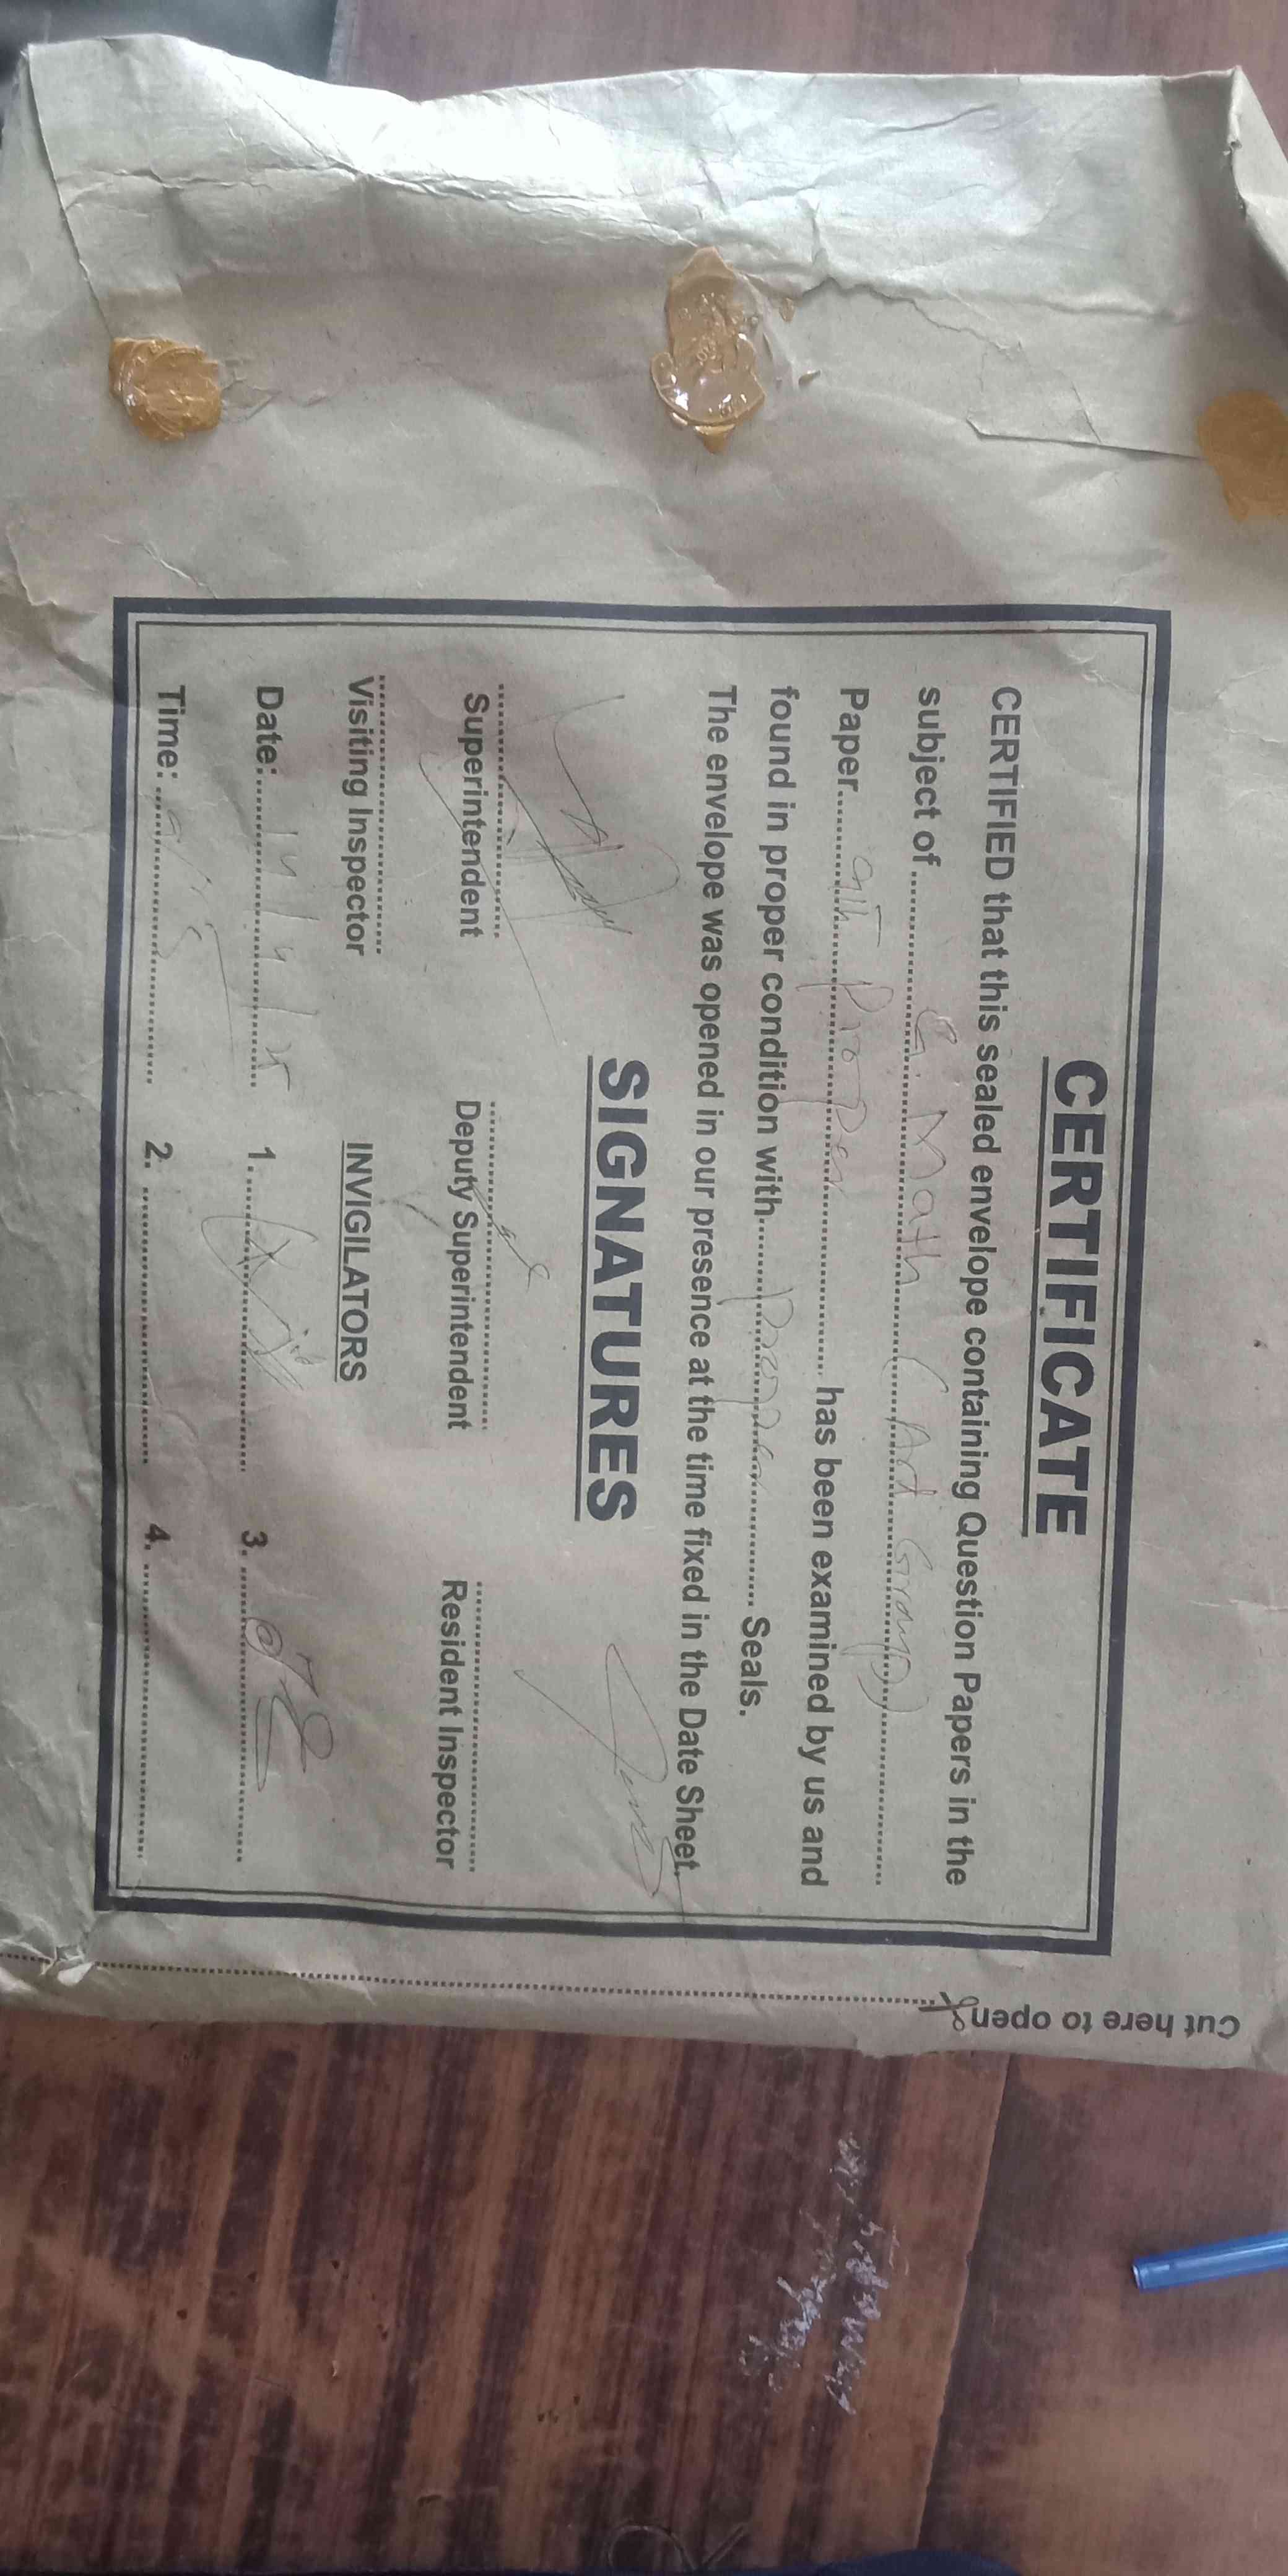 CERTIFICATE
CERTIFIED that this sealed envelope containing Question Papers in the
subject of ........ G. Math (Art Group) ........
Paper........ 9th Proper ........ has been examined by us and
found in proper condition with........ proper ........ Seals.
The envelope was opened in our presence at the time fixed in the Date Sheet.
SIGNATURES
Superintendent Deputy Superintendent Resident Inspector
Visiting Inspector INVIGILATORS
Date: 1. 3.
Time: 2. 4.
Cut here to open